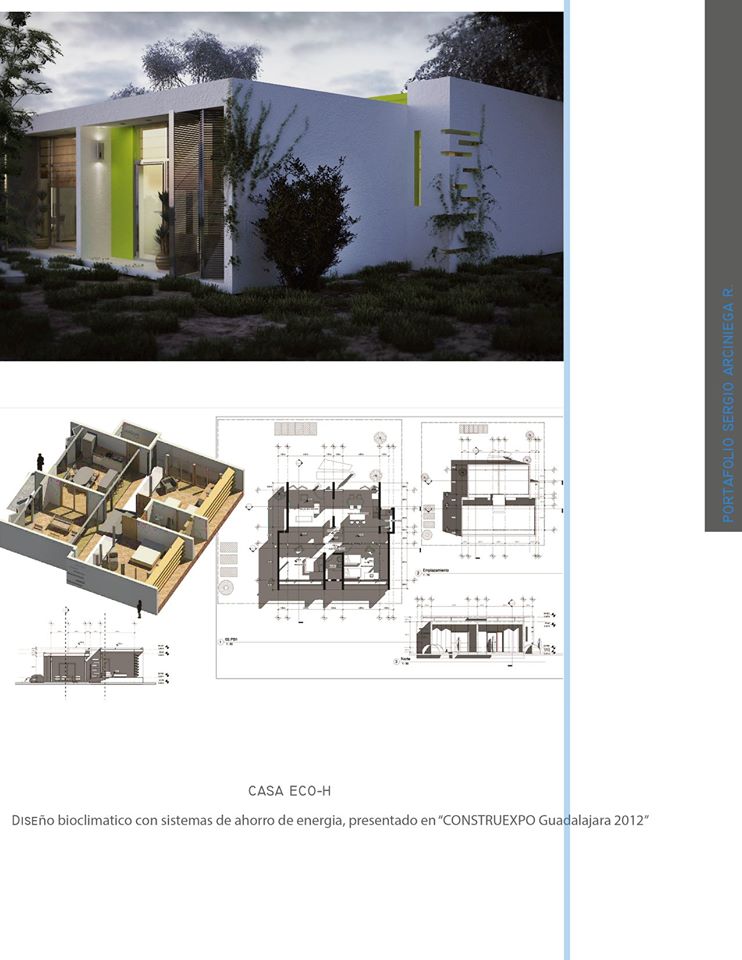 PORTAFOLIO SERGIO ARCINIEGA R.
Emplazamiento
CASA ECO-H
DISEño bioclimatico con sistemas de ahorro de energia, presentado en “CONSTRUEXPO Guadalajara 2012”